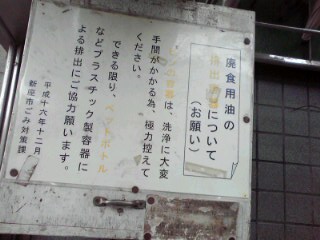 廃食用油の
排出
について
(お願い)
の容器は、洗浄に大変
手間がかかる為、極力控えて
ください。
できる限り、ペットボトル
などプラスチック製容器に
よる排出にご協力願います。
平成十六年十二月
新座市ごみ対策課